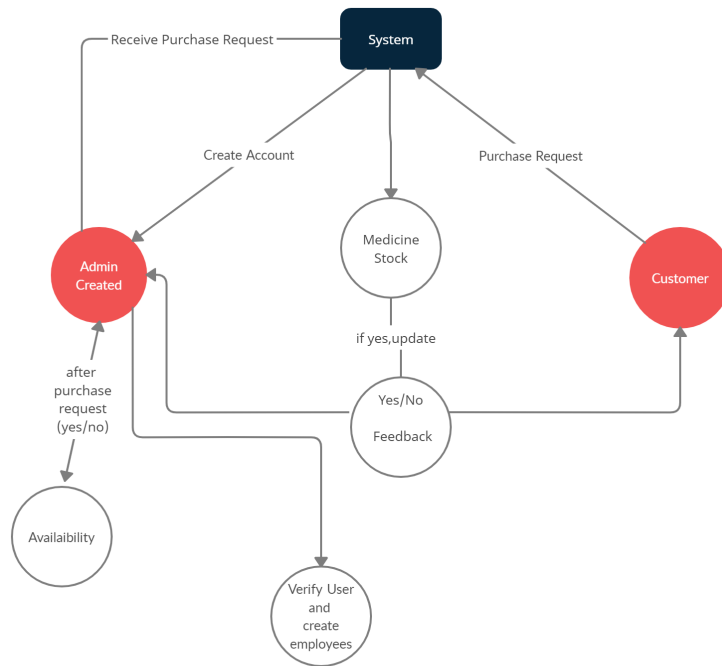 System
Receive Purchase Request
Create Account
Purchase Request
Medicine
Stock
Admin
Created
Customer
if yes,update
after
purchase
request
(yes/no)
Yes/No
Feedback
Availaibility
Verify User
and
create
employees